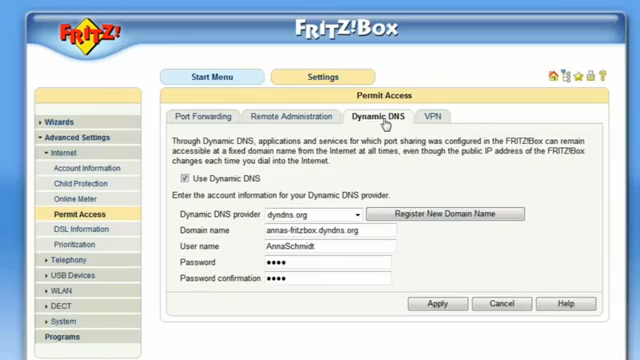 FRITZ!
FRITZ!Box
Start Menu
Settings
Permit Access
Port Forwarding
Remote Administration
Dynamic DNS
VPN
Wizards
Advanced Settings
Internet
Account Information
Child Protection
Online Meter
Permit Access
DSL Information
Prioritization
Telephony
USB Devices
WLAN
DECT
System
Programs
Through Dynamic DNS, applications and services for which port sharing was configured in the FRITZ!Box can remain
accessible at a fixed domain name from the Internet at all times, even though the public IP address of the FRITZ!Box
changes each time you dial into the Internet.
Use Dynamic DNS
Enter the account information for your Dynamic DNS provider.
Dynamic DNS provider
dyndns.org
Register New Domain Name
Domain name
annas-fritzbox.dyndns.org
User name
AnnaSchmidt
Password
••••
Password confirmation
••••
Apply
Cancel
Help